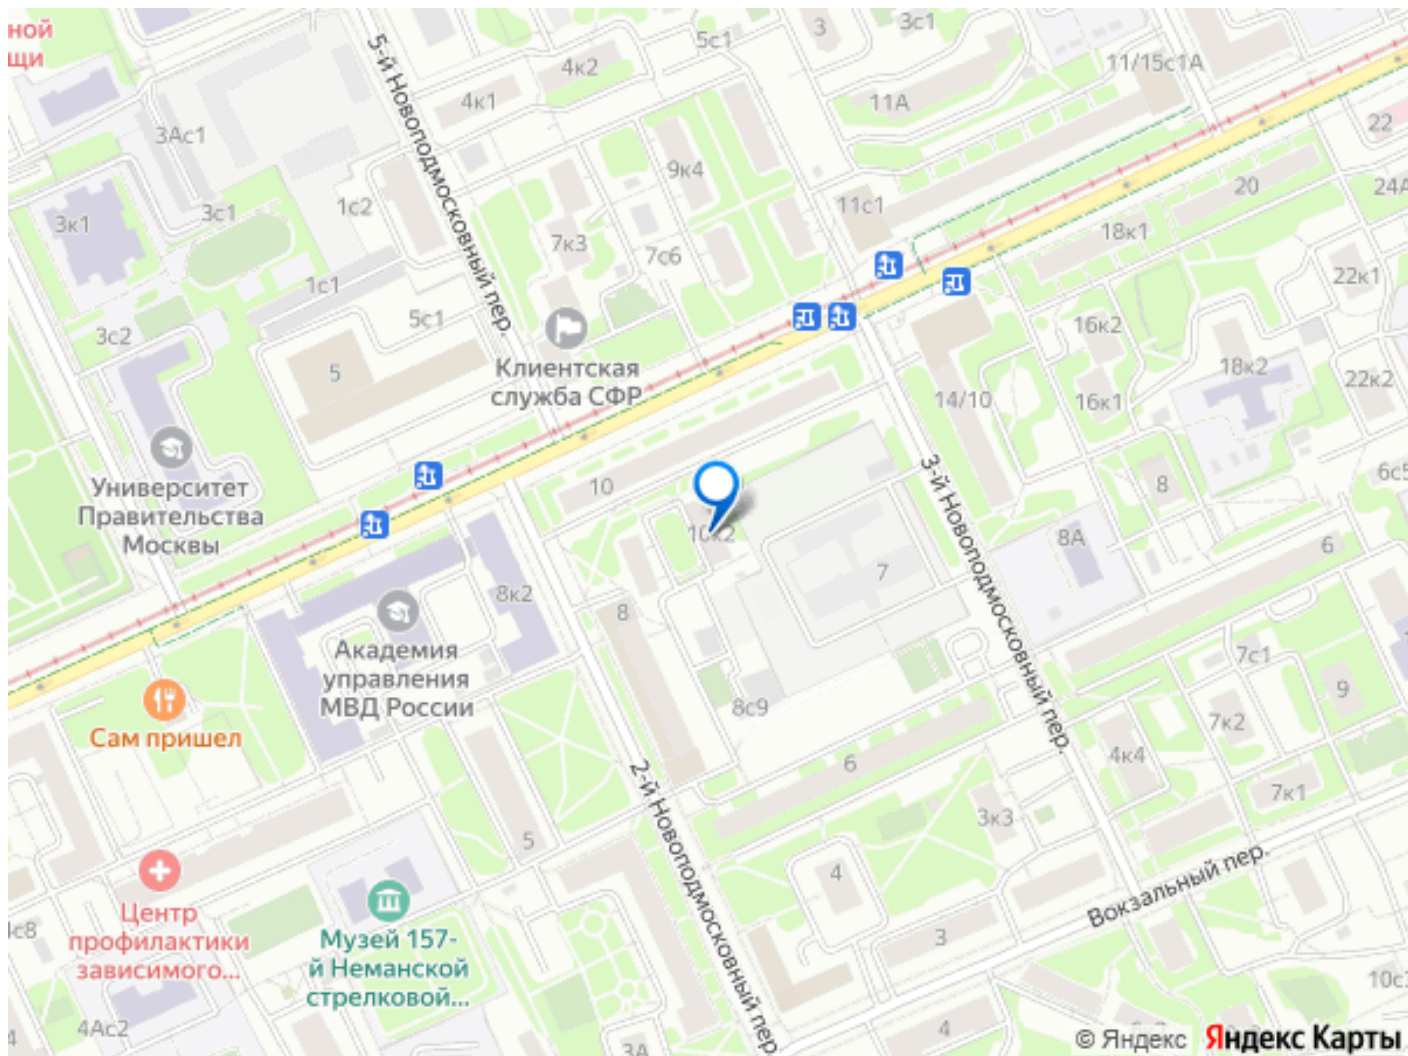 ной
щи
5-й Новоподмосковный пер.
4к2
5с1
3
3с1
11/15с1А
4к1
11А
22
3Ас1
9к4
20
24А
3к1
3с1
1с2
11с1
18к1
7к3
7с6
22к1
1с1
5с1
3с2
16к2
Клиентская
служба СФР
5
18к2
22к2
14/10
16к1
Университет
Правительства
Москвы
10
3-й Новоподмосковный пер.
8
6с5
10к2
8А
6
7
8к2
8
Академия
управления
МВД России
7с1
9
Сам пришел
8с9
7к2
4к4
6
2-й Новоподмосковный пер.
7к1
3к3
5
4
Вокзальный пер.
Центр
профилактики
зависимого...
4с8
Музей 157-
й Неманской
стрелковой...
3
4Ас2
4
3А
© Яндекс
Яндекс Карты